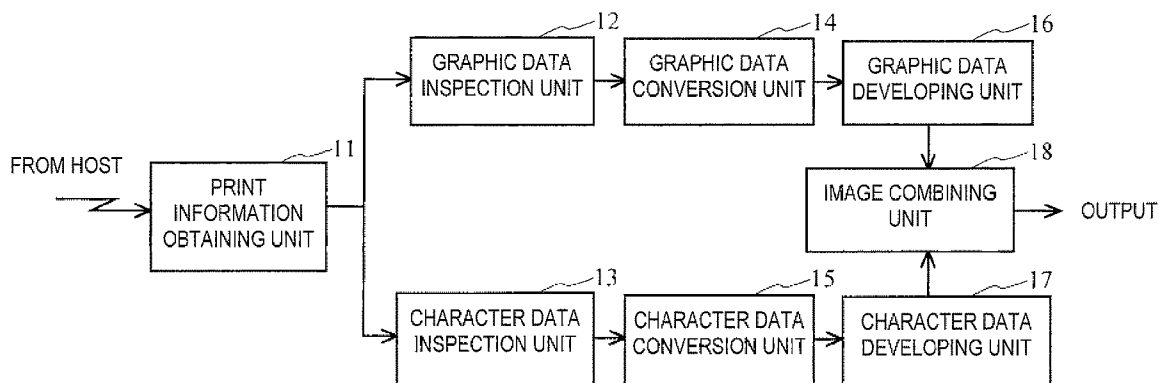 12
14
16
GRAPHIC DATA
INSPECTION UNIT
GRAPHIC DATA
CONVERSION UNIT
GRAPHIC DATA
DEVELOPING UNIT
FROM HOST
11
PRINT
INFORMATION
OBTAINING UNIT
18
IMAGE COMBINING
UNIT
OUTPUT
13
15
17
CHARACTER DATA
INSPECTION UNIT
CHARACTER DATA
CONVERSION UNIT
CHARACTER DATA
DEVELOPING UNIT